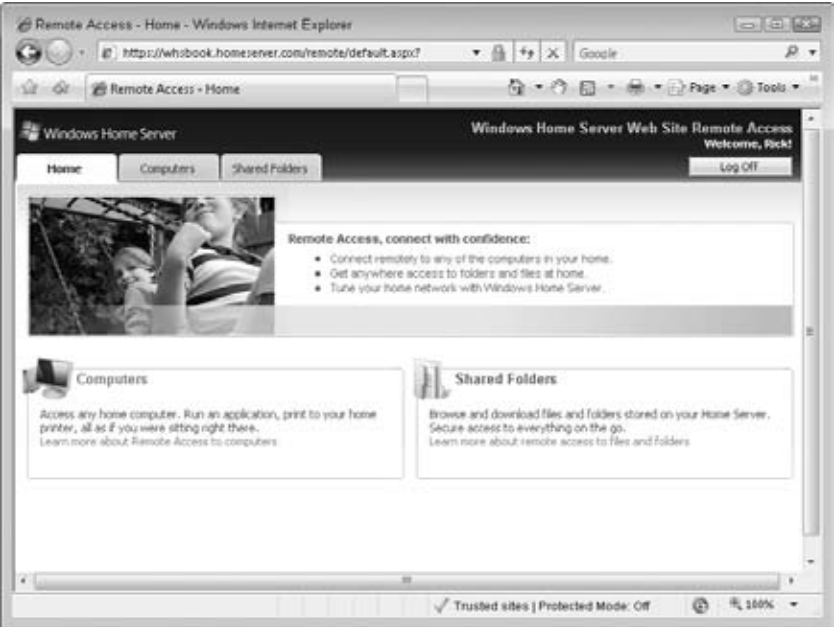 Remote Access - Home - Windows Internet Explorer
https://whsbook.homeserver.com/remote/default.aspx?
Google
Remote Access - Home
Page
Tools
Windows Home Server
Windows Home Server Web Site Remote Access
Welcome, Rick!
Home
Computers
Shared Folders
Log Off
Remote Access, connect with confidence:
Connect remotely to any of the computers in your home.
Get anywhere access to folders and files at home.
Tune your home network with Windows Home Server.
Computers
Access any home computer. Run an application, print to your home
printer, all as if you were sitting right there.
Learn more about Remote Access to computers
Shared Folders
Browse and download files and folders stored on your Home Server.
Secure access to everything on the go.
Learn more about remote access to files and folders
Trusted sites | Protected Mode: Off
100%